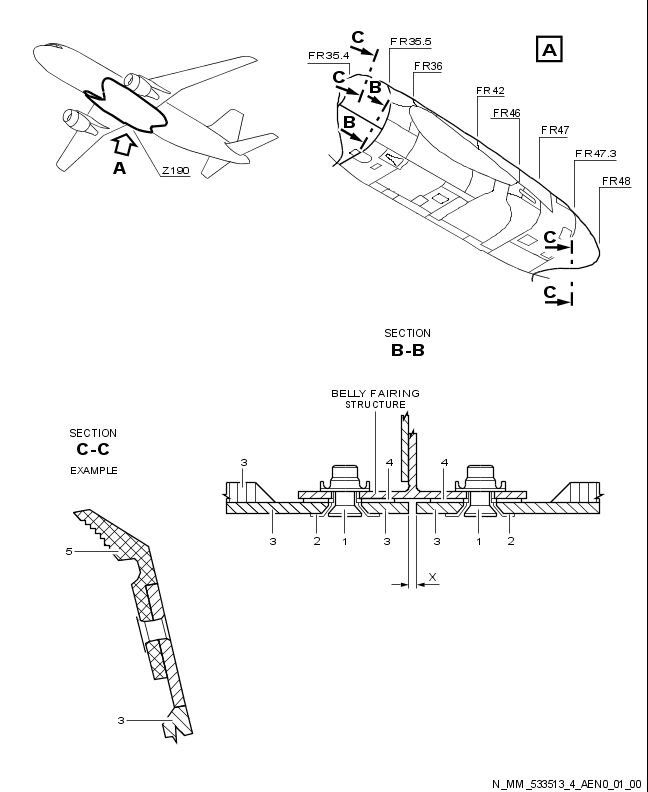 C
FR35.4
FR35.5
A
C
B
FR36
B
FR42
FR46
FR47
FR47.3
FR48
A
Z190
C
C
SECTION
B-B
BELLY FAIRING
STRUCTURE
SECTION
C-C
EXAMPLE
3
4
4
3
2
1
3
3
1
2
5
X
3
N_MM_533513_4_AEN0_01_00